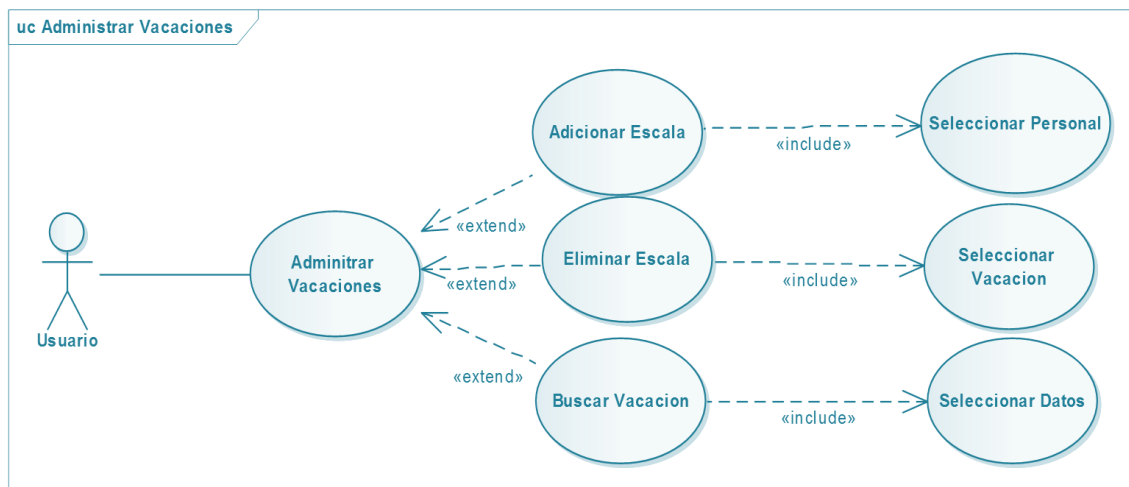 uc Administrar Vacaciones
Adicionar Escala
«include»
Seleccionar Personal
«extend»
Usuario
Adminitrar
Vacaciones
Eliminar Escala
«extend»
«include»
Seleccionar
Vacacion
«extend»
Buscar Vacacion
«include»
Seleccionar Datos